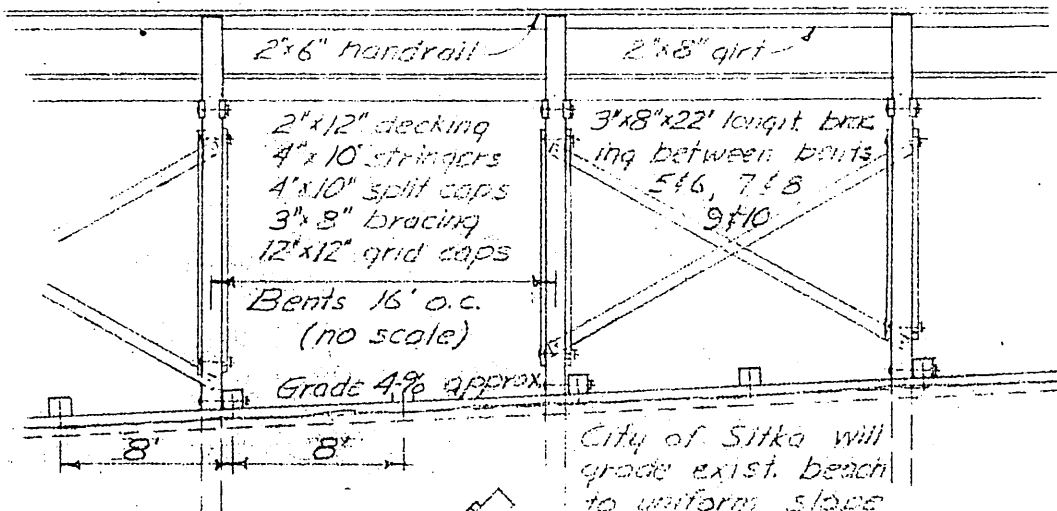 2"x6" handrail
2"x8" girt
2"x12" decking
4"x10" stringers
4"x10" split caps
3"x8" bracing
12"x12" grid caps
3"x8"x22' longit. brac
ing between bents
5&6, 7&8
9&10
Bents 16' o.c.
(no scale)
Grade 4% approx.
8'
8'
City of Sitka will
grade exist. beach
to uniform slope